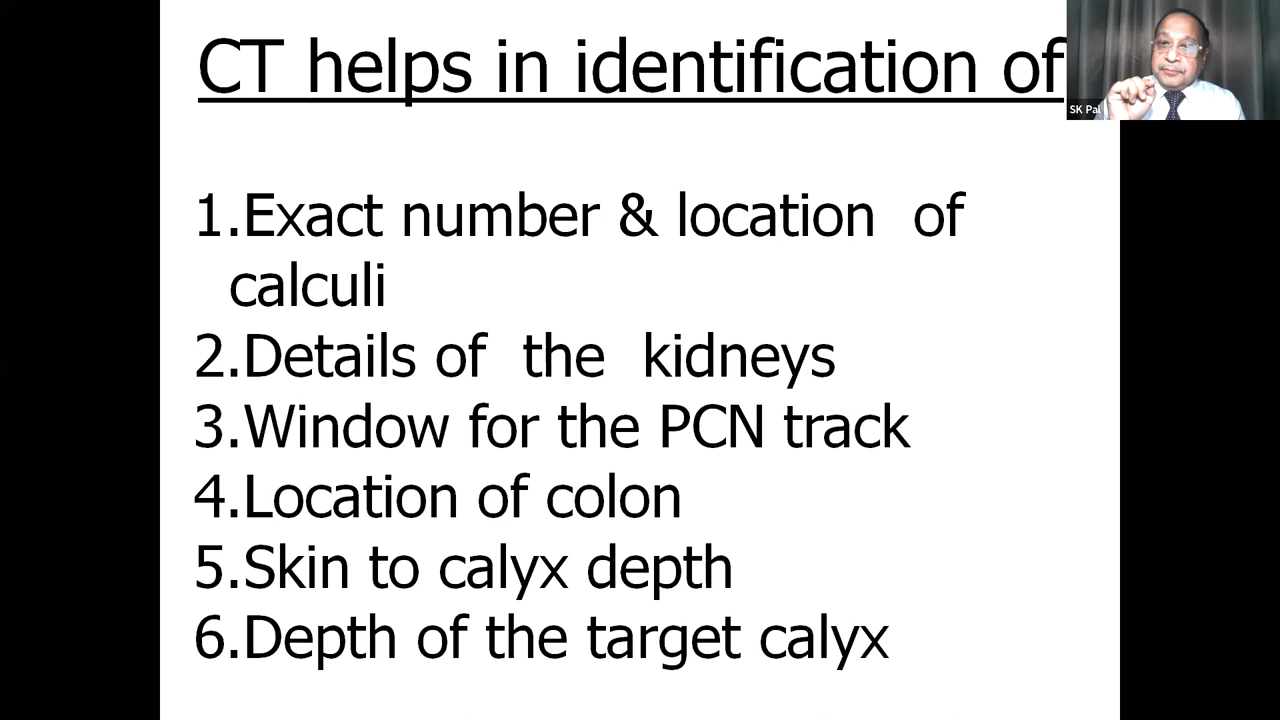 CT helps in identification of
SK Pal
1.Exact number & location of
calculi
2.Details of the kidneys
3.Window for the PCN track
4.Location of colon
5.Skin to calyx depth
6.Depth of the target calyx